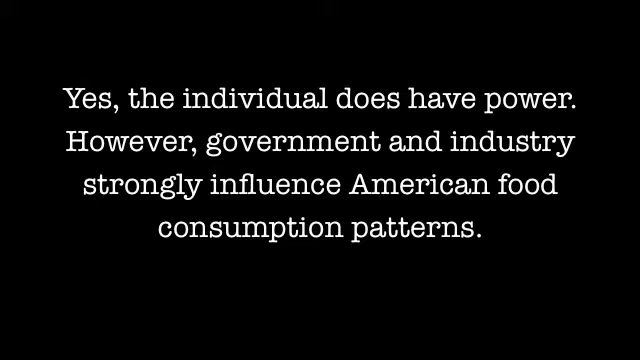 Yes, the individual does have power.
However, government and industry
strongly influence American food
consumption patterns.